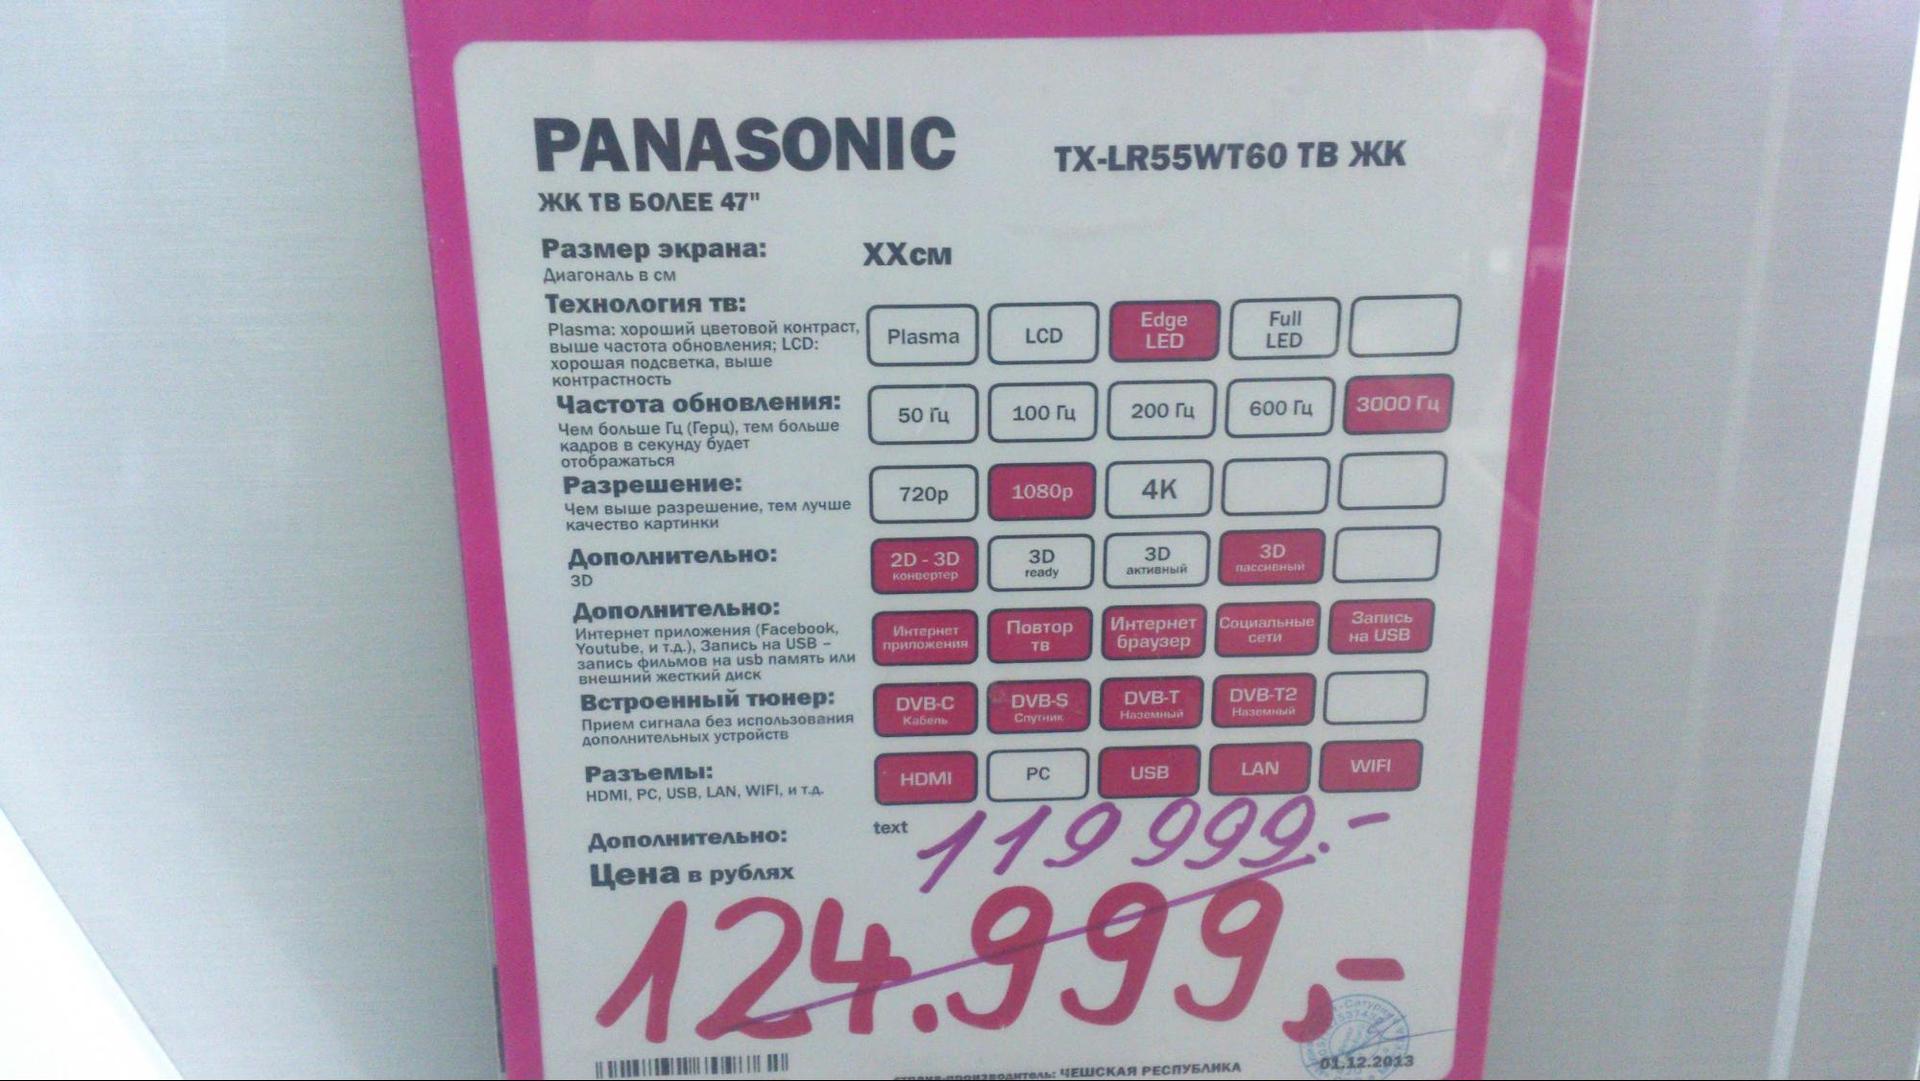 PANASONIC
TX-LR55WT60 ТВ ЖК
ЖК ТВ БОЛЕЕ 47"
Размер экрана:
XXсм
Диагональ в см
Технология тв:
Plasma: хороший цветовой контраст,
выше частота обновления; LCD:
хорошая подсветка, выше
контрастность
Plasma
LCD
Edge
LED
Full
LED
Частота обновления:
Чем больше Гц (Герц), тем больше
кадров в секунду будет
отображаться
50 Гц
100 Гц
200 Гц
600 Гц
3000 Гц
Разрешение:
Чем выше разрешение, тем лучше
качество картинки
720p
1080p
4K
Дополнительно:
3D
2D - 3D
конвертер
3D
ready
3D
активный
3D
пассивный
Дополнительно:
Интернет приложения (Facebook,
Youtube, и т.д.), Запись на USB –
запись фильмов на usb память или
внешний жесткий диск
Интернет
приложения
Повтор
тв
Интернет
браузер
Социальные
сети
Запись
на USB
Встроенный тюнер:
Прием сигнала без использования
дополнительных устройств
DVB-C
Кабель
DVB-S
Спутник
DVB-T
Наземный
DVB-T2
Наземный
Разъемы:
HDMI, PC, USB, LAN, WIFI, и т.д.
HDMI
PC
USB
LAN
WIFI
Дополнительно:
text
119 999.-
Цена в рублях
124.999,-
страна-производитель: ЧЕШСКАЯ РЕСПУБЛИКА
01.12.2013